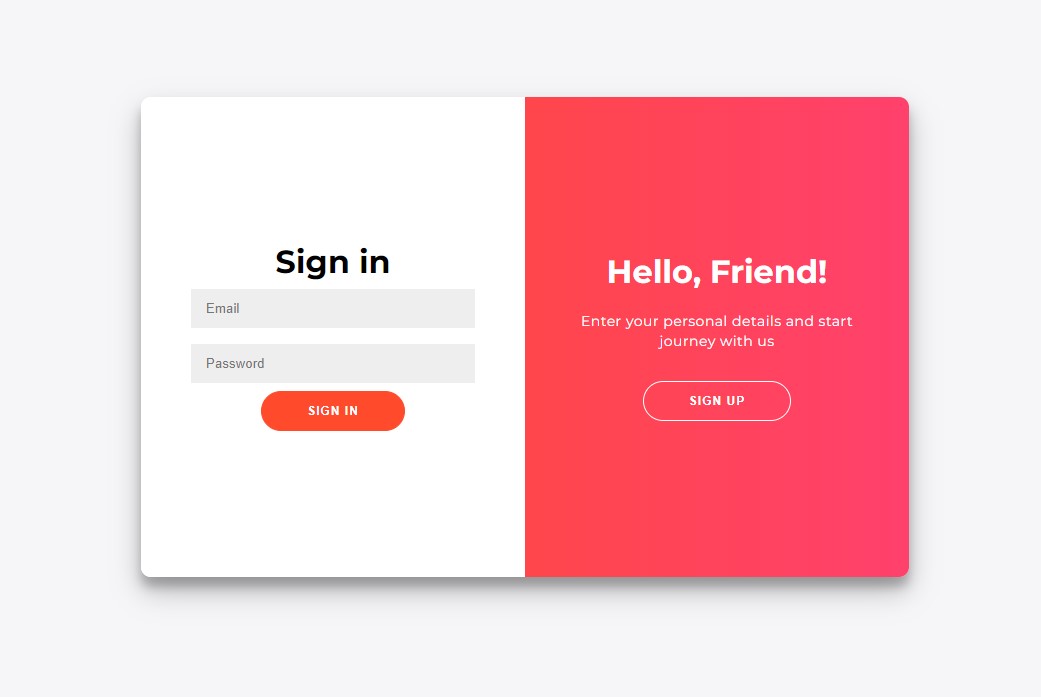 Sign in
Email
Password
SIGN IN
Hello, Friend!
Enter your personal details and start
journey with us
SIGN UP